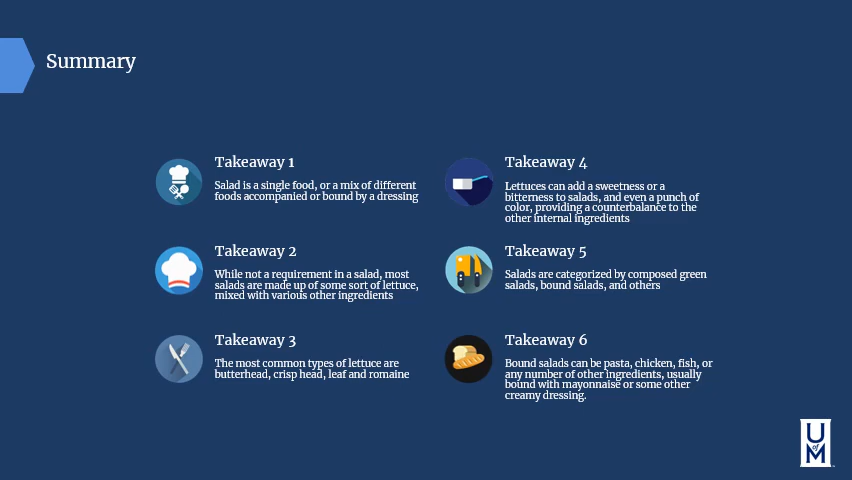 Summary
Takeaway 1
Salad is a single food, or a mix of different
foods accompanied or bound by a dressing
Takeaway 2
While not a requirement in a salad, most
salads are made up of some sort of lettuce,
mixed with various other ingredients
Takeaway 3
The most common types of lettuce are
butterhead, crisp head, leaf and romaine
Takeaway 4
Lettuces can add a sweetness or a
bitterness to salads, and even a punch of
color, providing a counterbalance to the
other internal ingredients
Takeaway 5
Salads are categorized by composed green
salads, bound salads, and others
Takeaway 6
Bound salads can be pasta, chicken, fish, or
any number of other ingredients, usually
bound with mayonnaise or some other
creamy dressing.
U
of
M